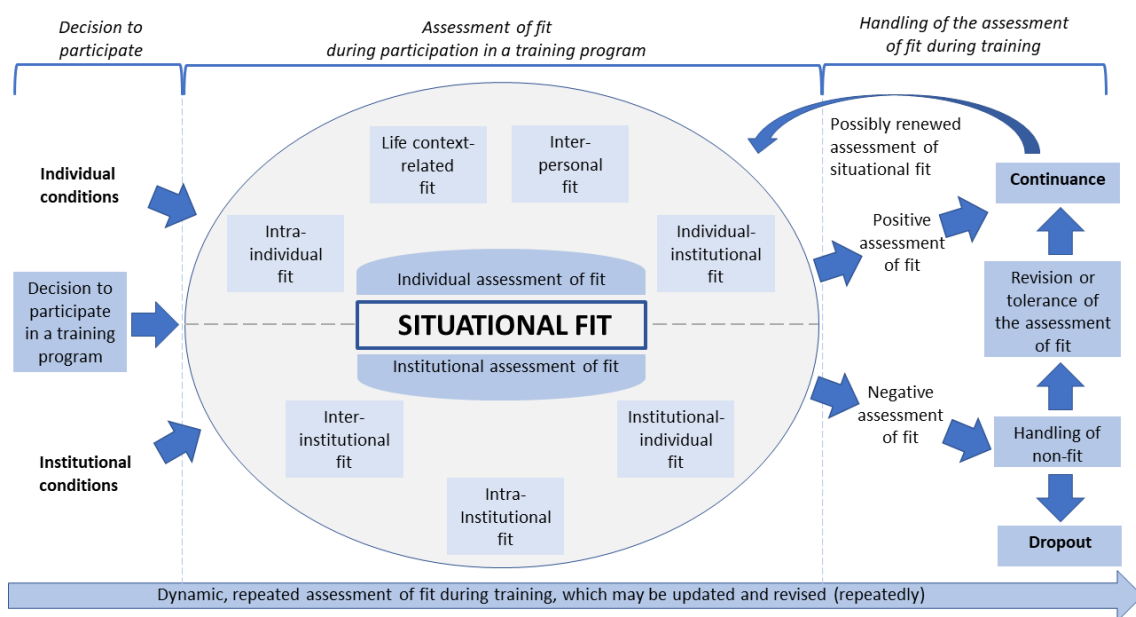 Decision to
participate
Assessment of fit
during participation in a training program
Handling of the assessment
of fit during training
Individual
conditions
Decision to
participate
in a training
program
Institutional
conditions
Life context-
related
fit
Inter-
personal
fit
Intra-
individual
fit
Individual-
institutional
fit
Individual assessment of fit
SITUATIONAL FIT
Institutional assessment of fit
Inter-
institutional
fit
Institutional-
individual
fit
Intra-
Institutional
fit
Possibly renewed
assessment of
situational fit
Positive
assessment
of fit
Negative
assessment
of fit
Continuance
Revision or
tolerance of
the assessment
of fit
Handling of
non-fit
Dropout
Dynamic, repeated assessment of fit during training, which may be updated and revised (repeatedly)